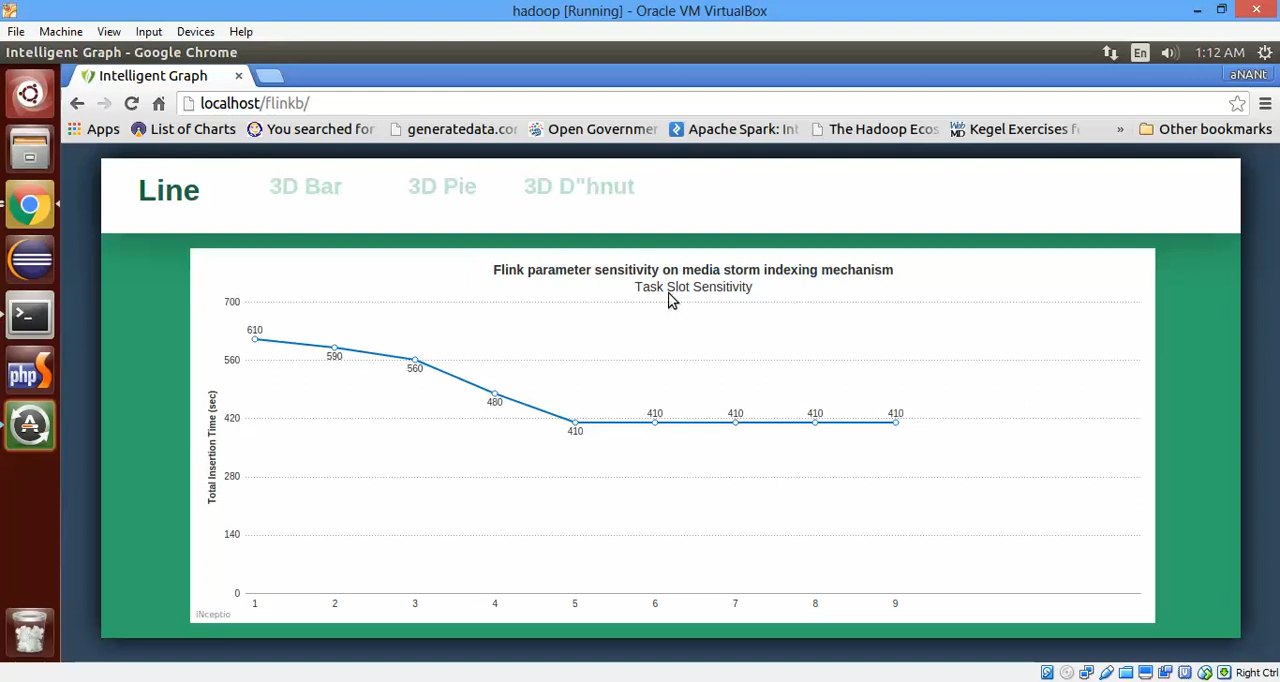 hadoop [Running] - Oracle VM VirtualBox
File Machine View Input Devices Help
Intelligent Graph - Google Chrome
En 1:12 AM
Intelligent Graph
aNANt
localhost/flinkb/
Apps List of Charts You searched for generatedata.co Open Governme Apache Spark: In The Hadoop Ecos Kegel Exercises f » Other bookmarks
Line 3D Bar 3D Pie 3D D"hnut
Flink parameter sensitivity on media storm indexing mechanism
Task Slot Sensitivity
Total Insertion Time (sec)
700
560
420
280
140
0
610
590
560
480
410
410
410
410
410
1 2 3 4 5 6 7 8 9
iNceptio
php
Right Ctrl